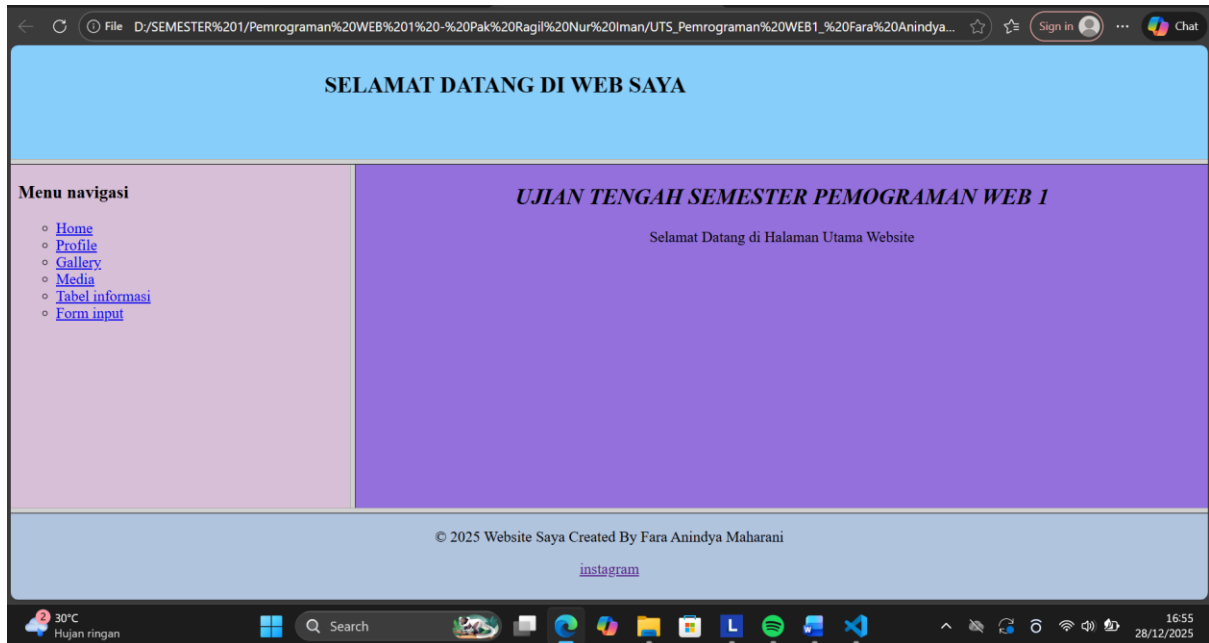 File D:/SEMESTER%201/Pemrograman%20WEB%201%20-%20Pak%20Ragil%20Nur%20Iman/UTS_Pemrograman%20WEB1_%20Fara%20Anindya... Sign in Chat
SELAMAT DATANG DI WEB SAYA
Menu navigasi
Home
Profile
Gallery
Media
Tabel informasi
Form input
UJIAN TENGAH SEMESTER PEMOGRAMAN WEB 1
Selamat Datang di Halaman Utama Website
© 2025 Website Saya Created By Fara Anindya Maharani
instagram
2
30°C
Hujan ringan
Search
L
16:55
28/12/2025